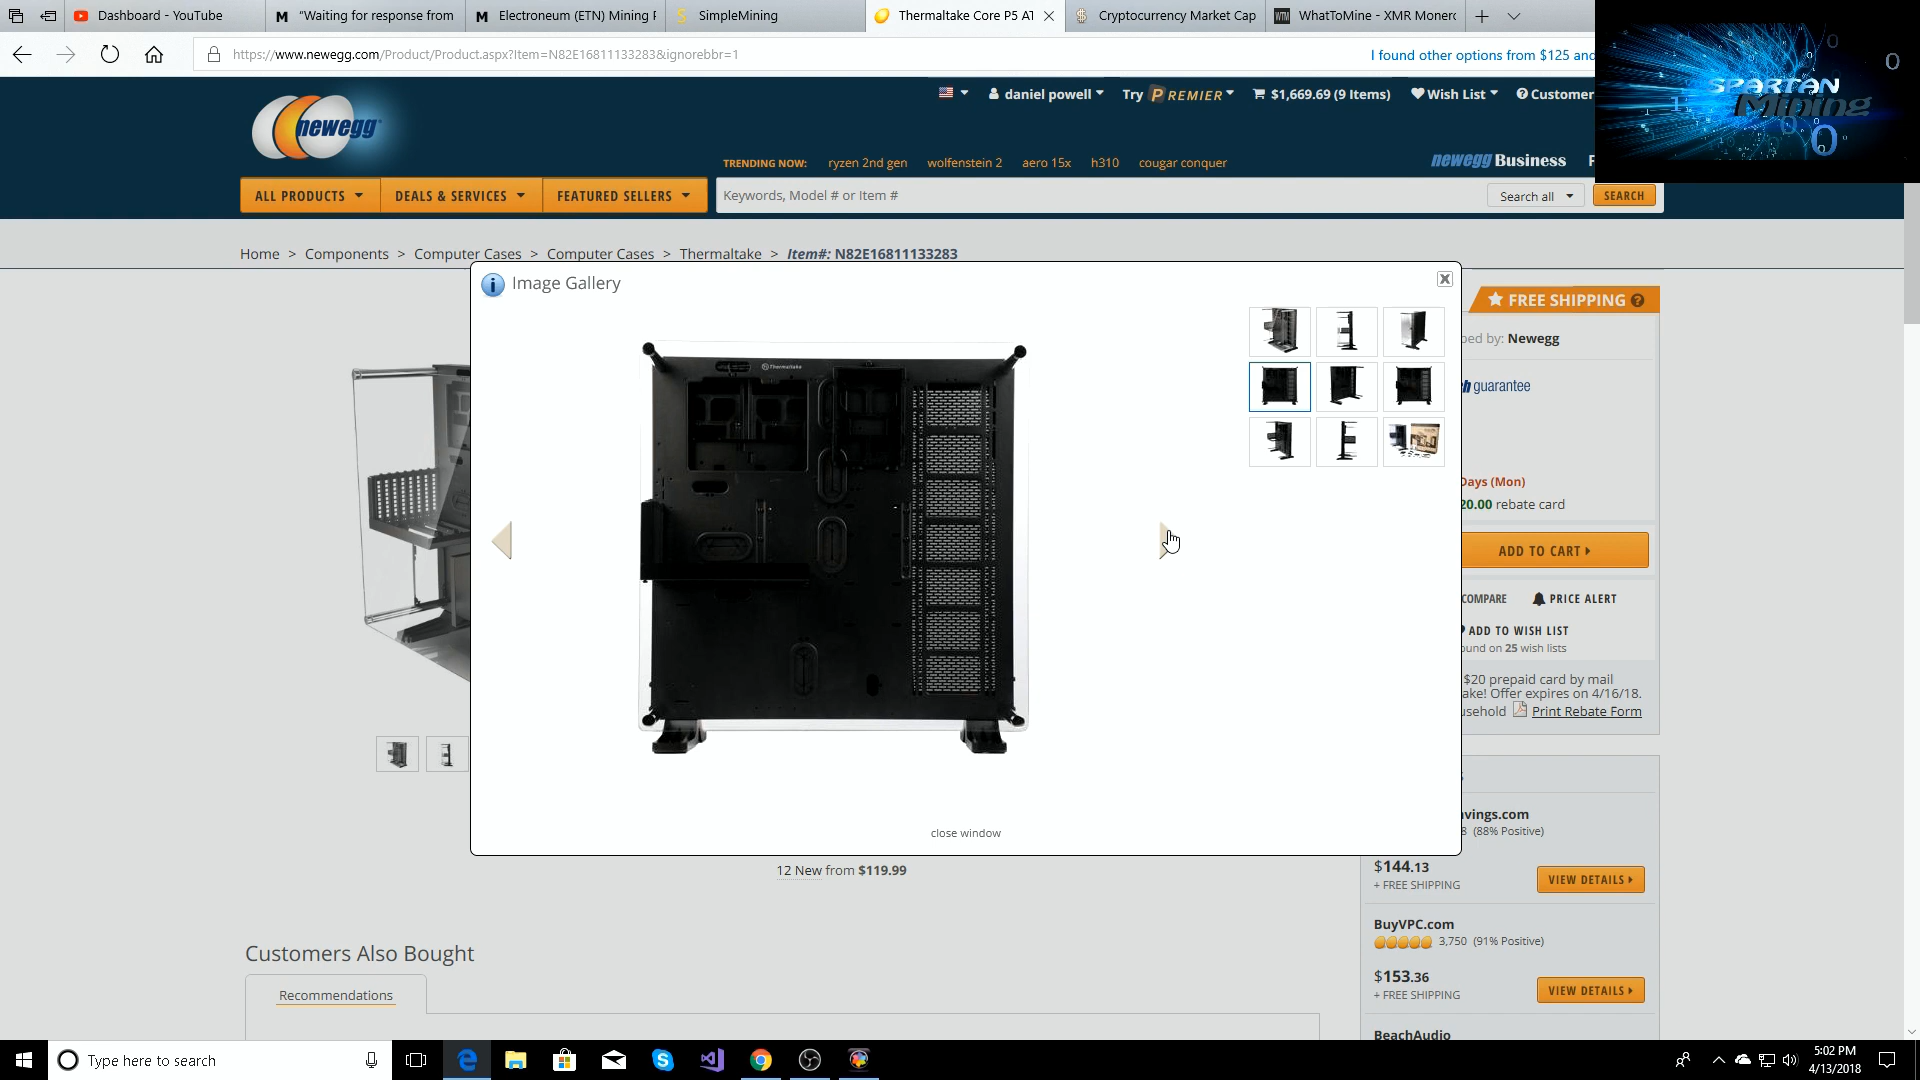 Dashboard - YouTube
"Waiting for response from
Electroneum (ETN) Mining F
SimpleMining
Thermaltake Core P5 AT
Cryptocurrency Market Cap
WhatToMine - XMR Monero
https://www.newegg.com/Product/Product.aspx?Item=N82E16811133283&ignorebbr=1
I found other options from $125 and
SPARTAN
Mining
newegg
daniel powell
Try PREMIER
$1,669.69 (9 Items)
Wish List
Customer
TRENDING NOW: ryzen 2nd gen wolfenstein 2 aero 15x h310 cougar conquer
newegg Business
ALL PRODUCTS
DEALS & SERVICES
FEATURED SELLERS
Keywords, Model # or Item #
Search all
SEARCH
Home > Components > Computer Cases > Computer Cases > Thermaltake > Item#: N82E16811133283
Image Gallery
Thermaltake
close window
FREE SHIPPING
ped by: Newegg
guarantee
Days (Mon)
20.00 rebate card
ADD TO CART
COMPARE
PRICE ALERT
ADD TO WISH LIST
ound on 25 wish lists
$20 prepaid card by mail
ake! Offer expires on 4/16/18.
usehold Print Rebate Form
avings.com
8 (88% Positive)
$144.13
+ FREE SHIPPING
VIEW DETAILS
BuyVPC.com
3,750 (91% Positive)
$153.36
+ FREE SHIPPING
VIEW DETAILS
BeachAudio
12 New from $119.99
Customers Also Bought
Recommendations
Type here to search
5:02 PM
4/13/2018